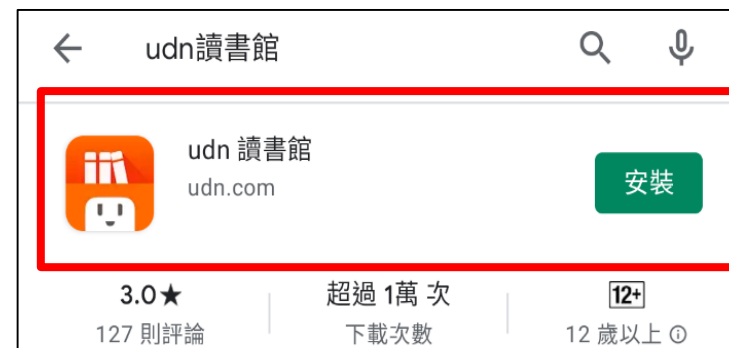 udn讀書館
udn 讀書館
udn.com
安裝
3.0★
超過 1萬 次
12+
127 則評論
下載次數
12 歲以上